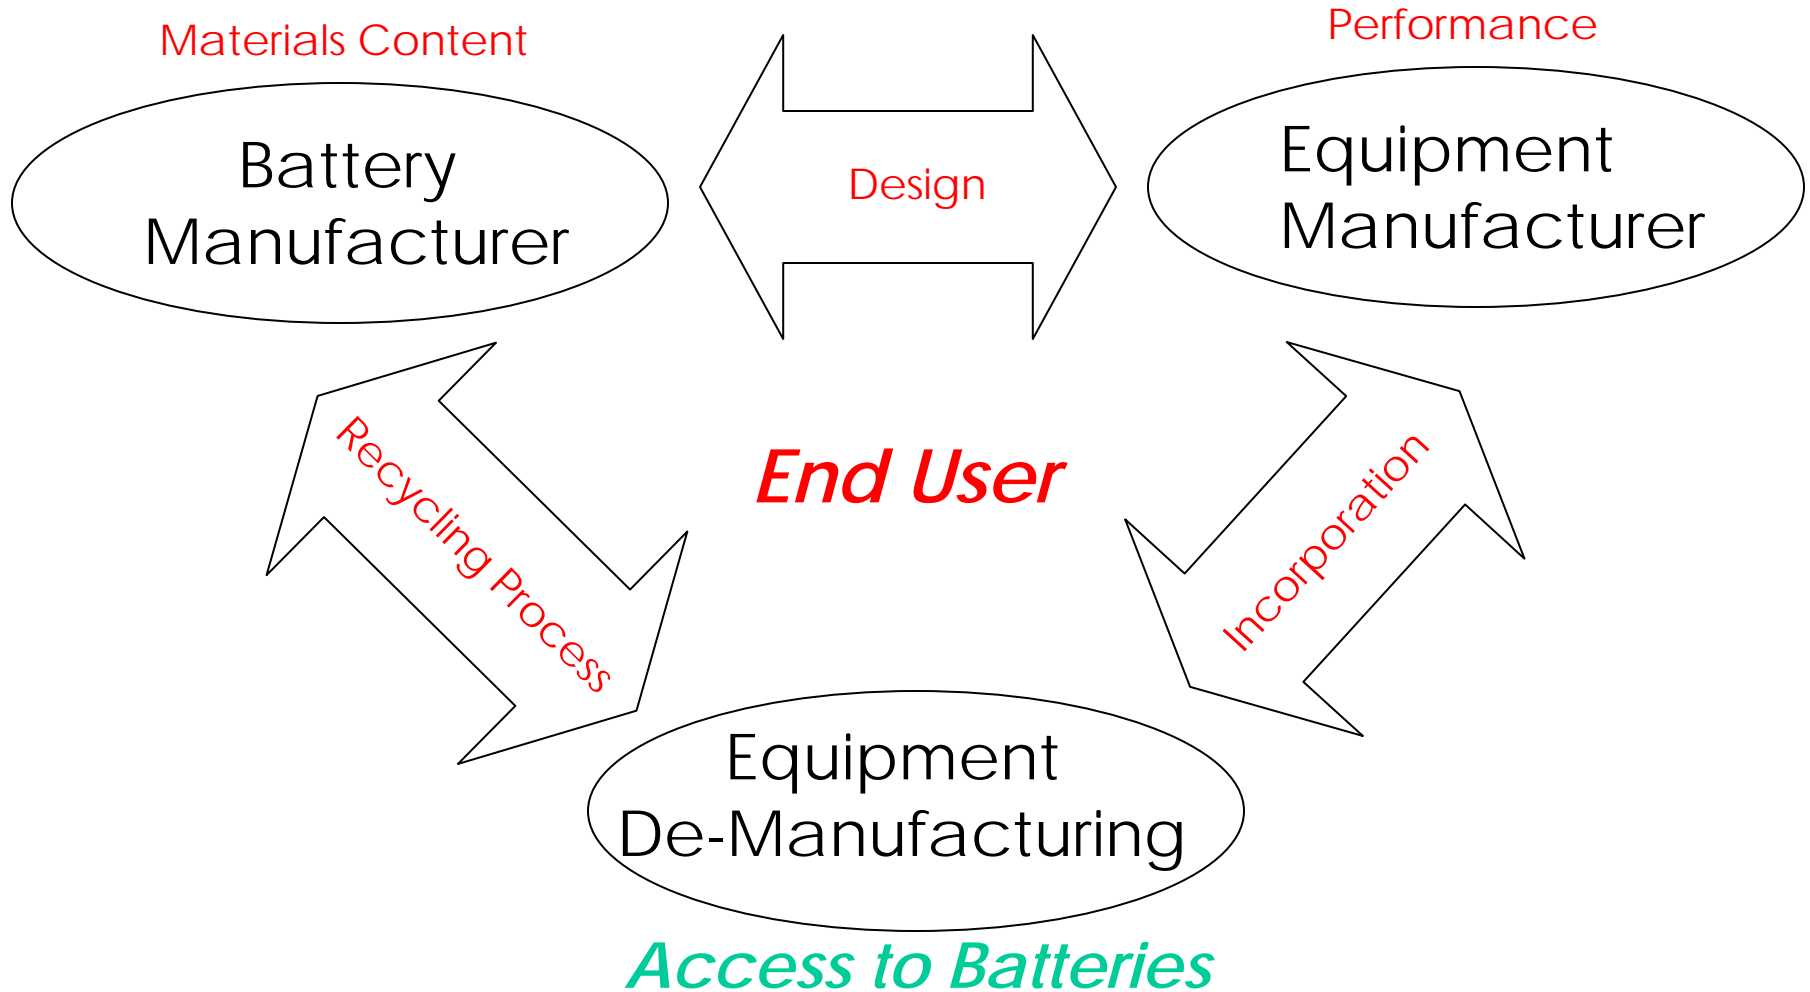 Materials Content
Performance
Battery
Manufacturer
Design
Equipment
Manufacturer
Recycling Process
End User
Incorporation
Equipment
De-Manufacturing
Access to Batteries